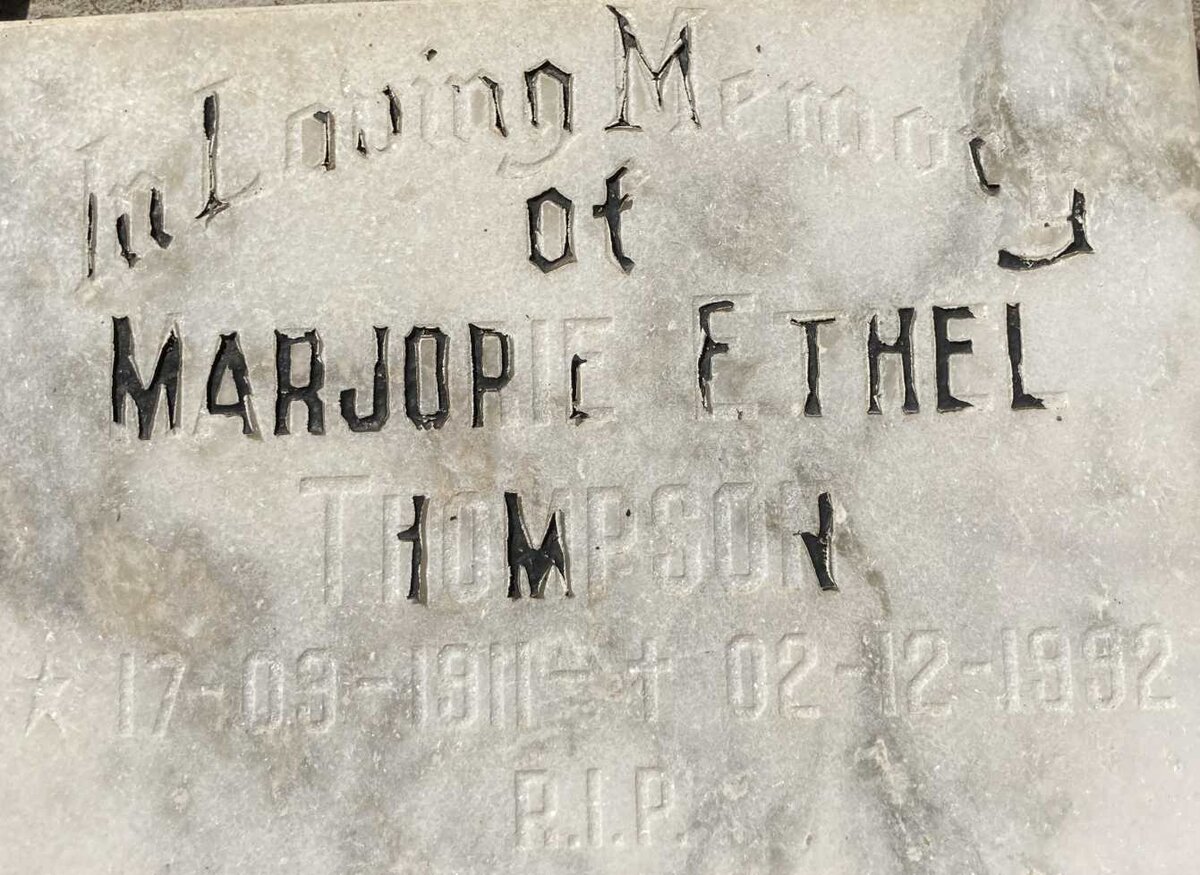 In Loving Memory
of
MARJORIE ETHEL
THOMPSON
☆ 17-03-1911 - † 02-12-1992
R.I.P.